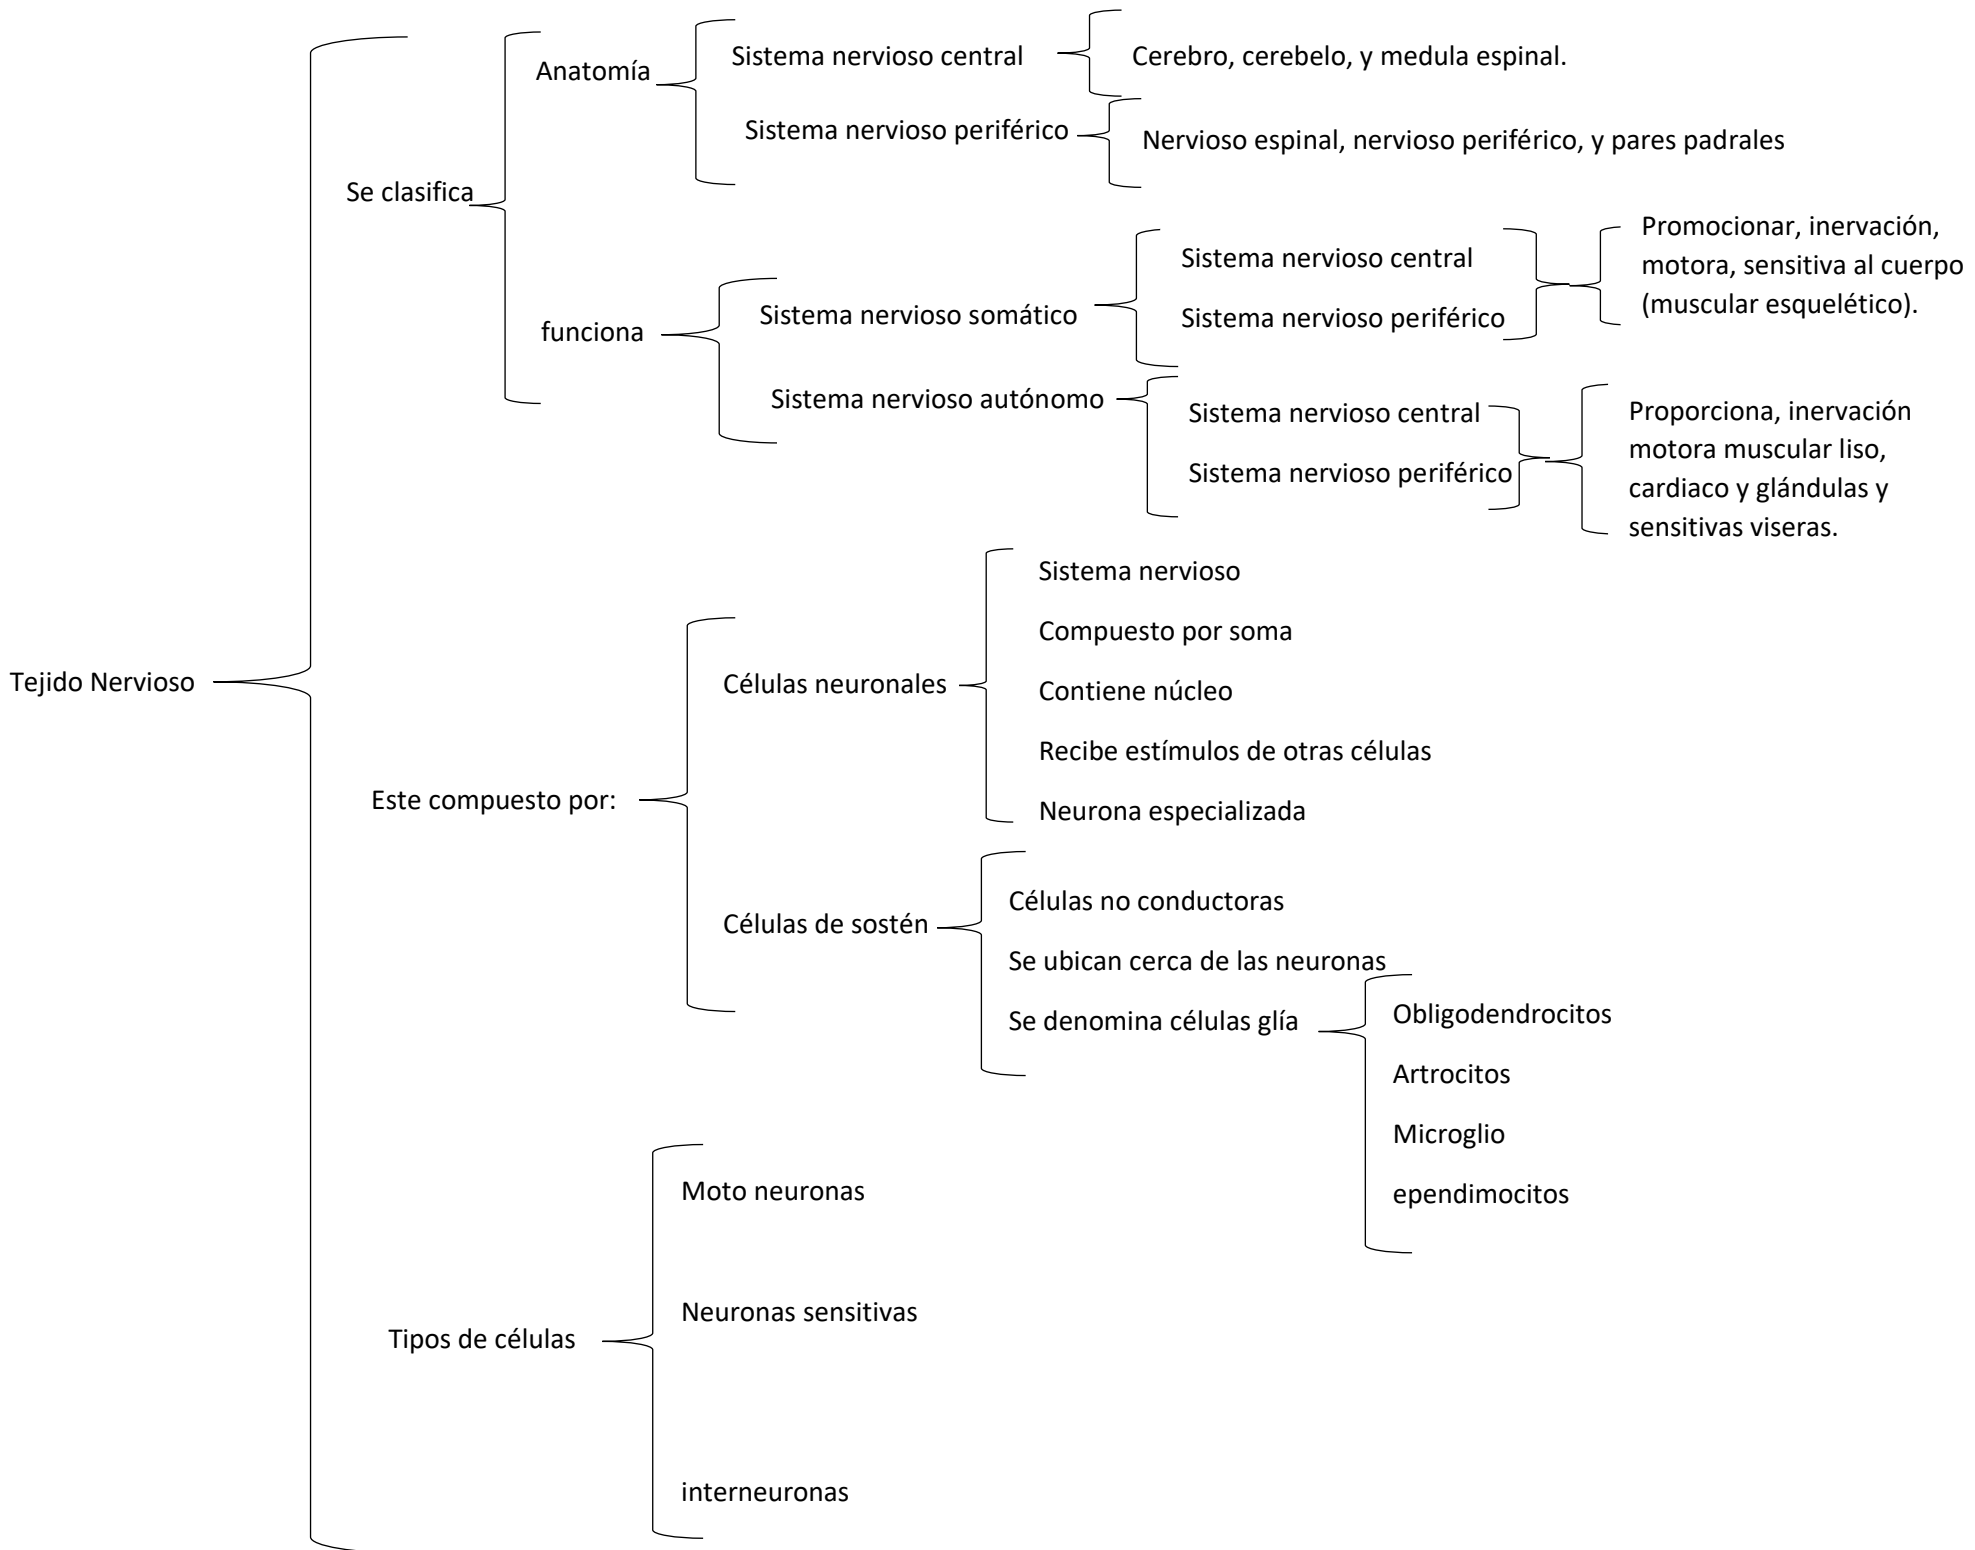 Anatomía
Sistema nervioso central
Cerebro, cerebelo, y medula espinal.
Sistema nervioso periférico
Nervioso espinal, nervioso periférico, y pares padrales
Se clasifica
funciona
Sistema nervioso somático
Sistema nervioso central
Sistema nervioso periférico
Promocionar, inervación,
motora, sensitiva al cuerpo
(muscular esquelético).
Sistema nervioso autónomo
Sistema nervioso central
Sistema nervioso periférico
Proporciona, inervación
motora muscular liso,
cardiaco y glándulas y
sensitivas viseras.
Tejido Nervioso
Este compuesto por:
Células neuronales
Sistema nervioso
Compuesto por soma
Contiene núcleo
Recibe estímulos de otras células
Neurona especializada
Células de sostén
Células no conductoras
Se ubican cerca de las neuronas
Se denomina células glía
Obligodendrocitos
Artrocitos
Microglio
ependimocitos
Tipos de células
Moto neuronas
Neuronas sensitivas
interneuronas